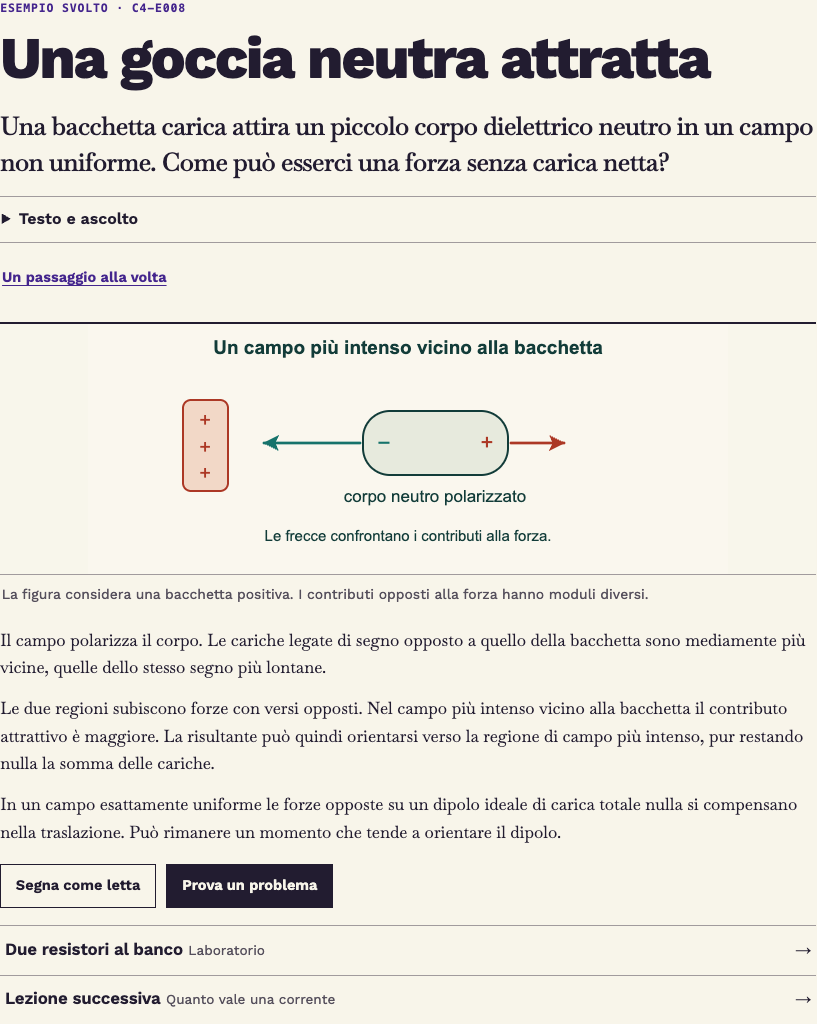 ESEMPIO SVOLTO · C4–E008
Una goccia neutra attratta
Una bacchetta carica attira un piccolo corpo dielettrico neutro in un campo
non uniforme. Come può esserci una forza senza carica netta?
▶ Testo e ascolto
Un passaggio alla volta
Un campo più intenso vicino alla bacchetta
+
+
+
− +
corpo neutro polarizzato
Le frecce confrontano i contributi alla forza.
La figura considera una bacchetta positiva. I contributi opposti alla forza hanno moduli diversi.
Il campo polarizza il corpo. Le cariche legate di segno opposto a quello della bacchetta sono mediamente più
vicine, quelle dello stesso segno più lontane.
Le due regioni subiscono forze con versi opposti. Nel campo più intenso vicino alla bacchetta il contributo
attrattivo è maggiore. La risultante può quindi orientarsi verso la regione di campo più intenso, pur restando
nulla la somma delle cariche.
In un campo esattamente uniforme le forze opposte su un dipolo ideale di carica totale nulla si compensano
nella traslazione. Può rimanere un momento che tende a orientare il dipolo.
Segna come letta Prova un problema
Due resistori al banco Laboratorio →
Lezione successiva Quanto vale una corrente →